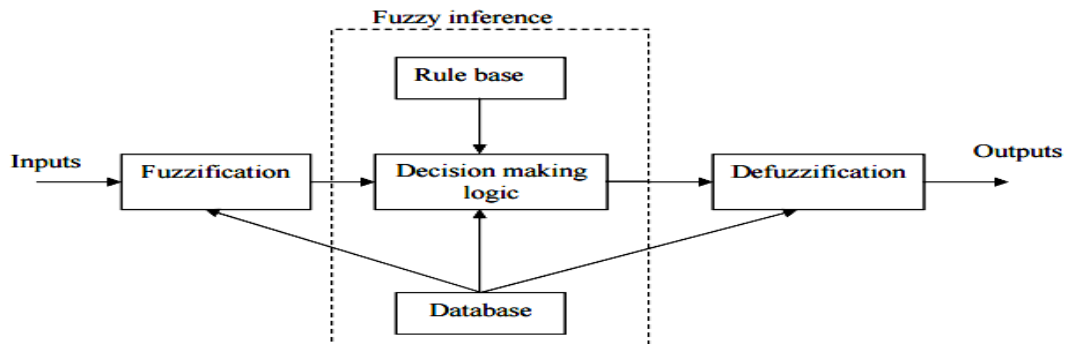 Fuzzy inference
Rule base
Inputs
Fuzzification
Decision making
logic
Defuzzification
Outputs
Database